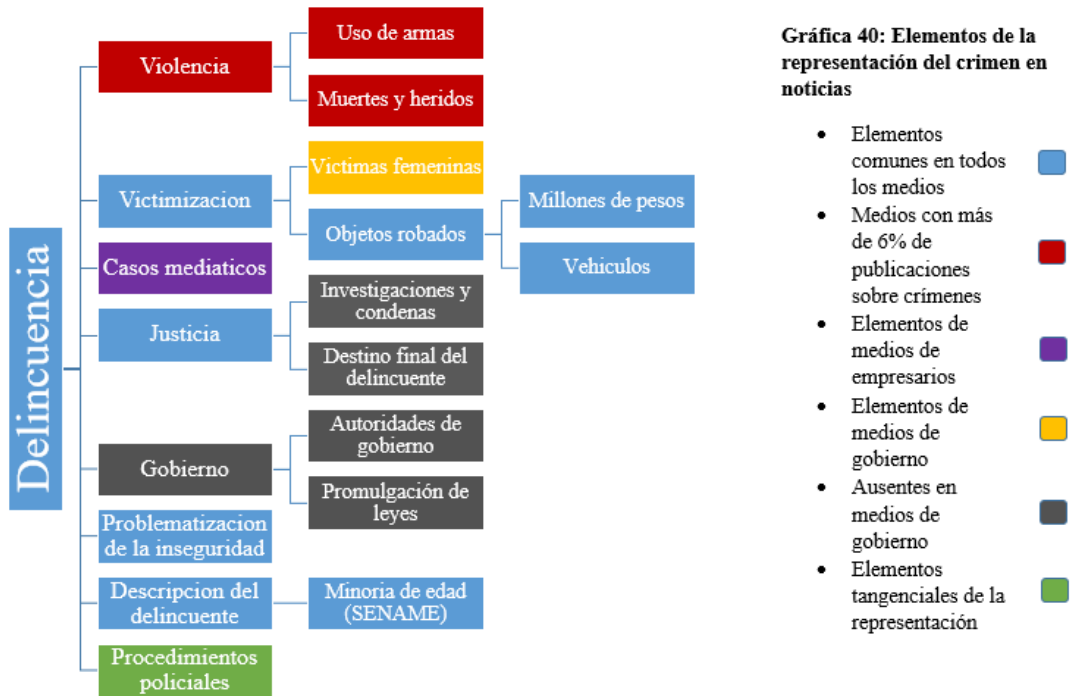 Delincuencia
Violencia
Uso de armas
Muertes y heridos
Victimizacion
Victimas femeninas
Objetos robados
Millones de pesos
Vehiculos
Casos mediaticos
Justicia
Investigaciones y
condenas
Destino final del
delincuente
Gobierno
Autoridades de
gobierno
Promulgación de
leyes
Problematizacion
de la inseguridad
Descripcion del
delincuente
Minoria de edad
(SENAME)
Procedimientos
policiales
Gráfica 40: Elementos de la
representación del crimen en
noticias
• Elementos
comunes en todos
los medios
• Medios con más
de 6% de
publicaciones
sobre crímenes
• Elementos de
medios de
empresarios
• Elementos de
medios de
gobierno
• Ausentes en
medios de
gobierno
• Elementos
tangenciales de la
representación